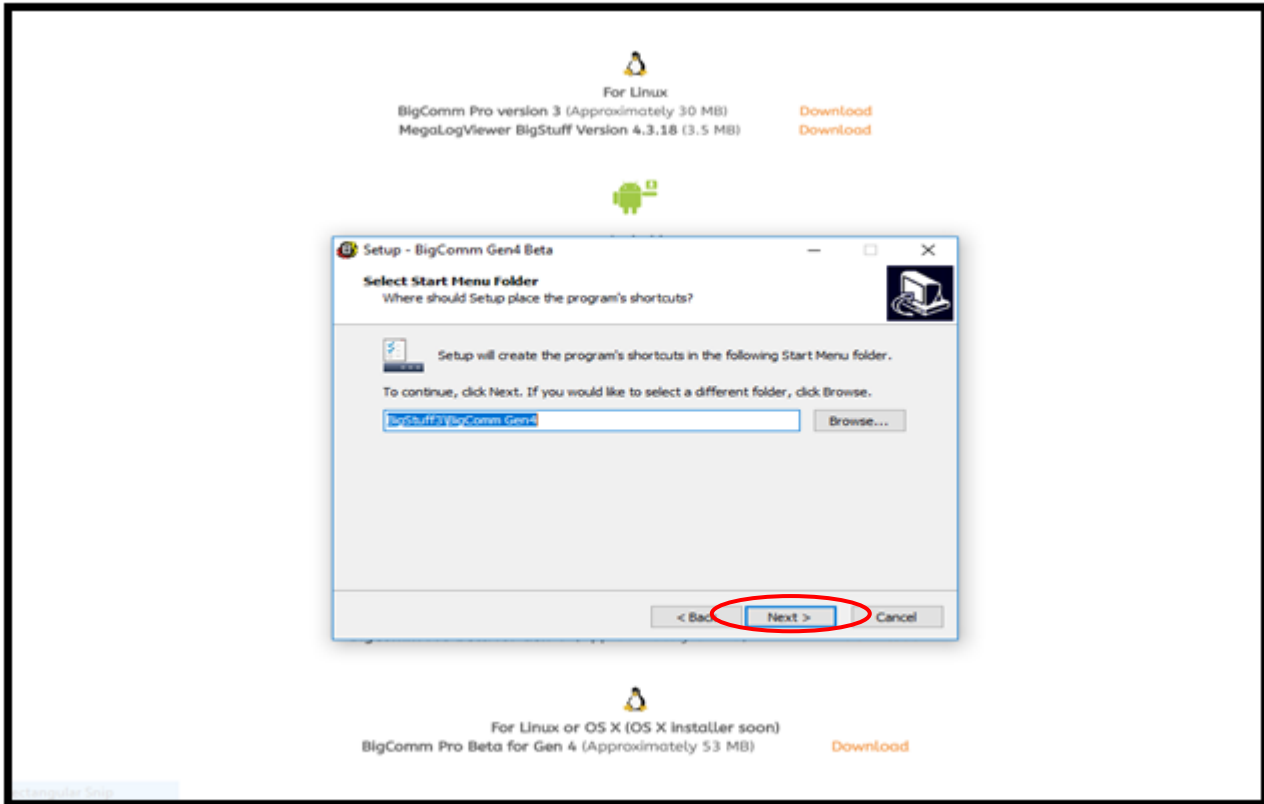 For Linux
BigComm Pro version 3 (Approximately 30 MB) Download
MegaLogViewer BigStuff Version 4.3.18 (3.5 MB) Download
Setup - BigComm Gen4 Beta
Select Start Menu Folder
Where should Setup place the program's shortcuts?
Setup will create the program's shortcuts in the following Start Menu folder.
To continue, click Next. If you would like to select a different folder, click Browse.
BigStuff3\BigComm Gen4
Browse...
< Bac Next > Cancel
For Linux or OS X (OS X installer soon)
BigComm Pro Beta for Gen 4 (Approximately 53 MB) Download
ectangular Snip